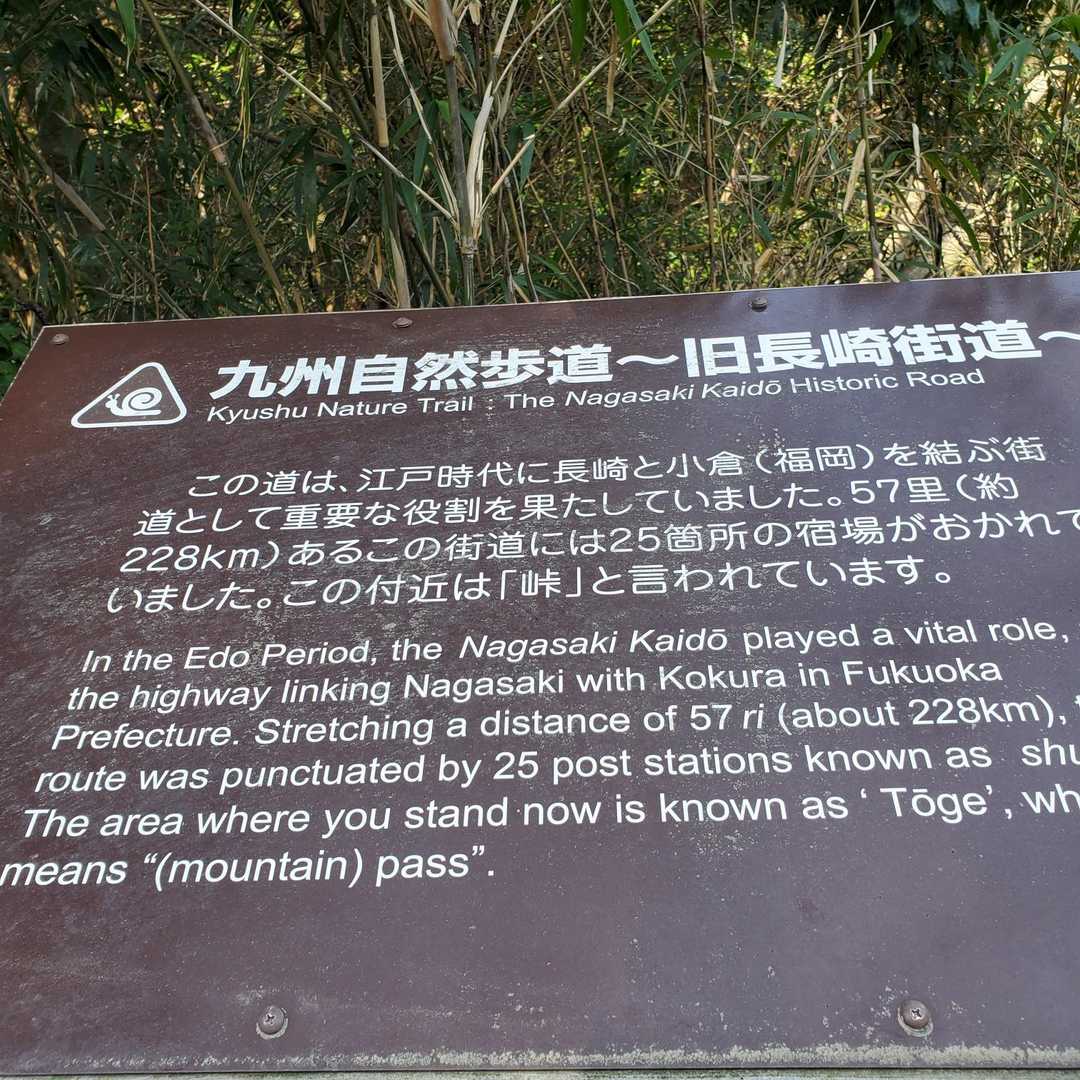 九州自然歩道〜旧長崎街道〜
Kyushu Nature Trail : The Nagasaki Kaidō Historic Road
この道は、江戸時代に長崎と小倉(福岡)を結ぶ街
道として重要な役割を果たしていました。57里(約
228km)あるこの街道には25箇所の宿場がおかれて
いました。この付近は「峠」と言われています。
In the Edo Period, the Nagasaki Kaidō played a vital role,
the highway linking Nagasaki with Kokura in Fukuoka
Prefecture. Stretching a distance of 57 ri (about 228km),
route was punctuated by 25 post stations known as
The area where you stand now is known as ‘ Tōge’,
means “(mountain) pass”.